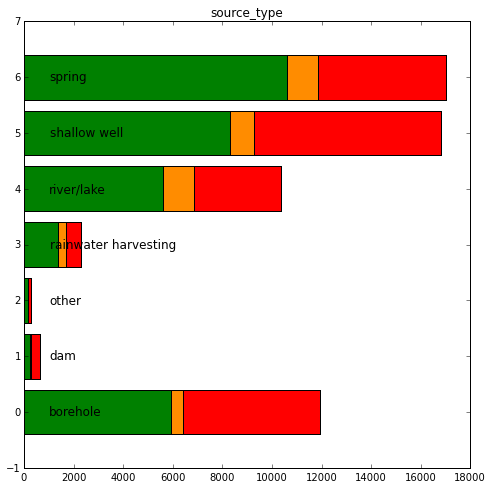 source_type
7
6
spring
5
shallow well
4
river/lake
3
rainwater harvesting
2
other
1
dam
0
borehole
−1
0 2000 4000 6000 8000 10000 12000 14000 16000 18000